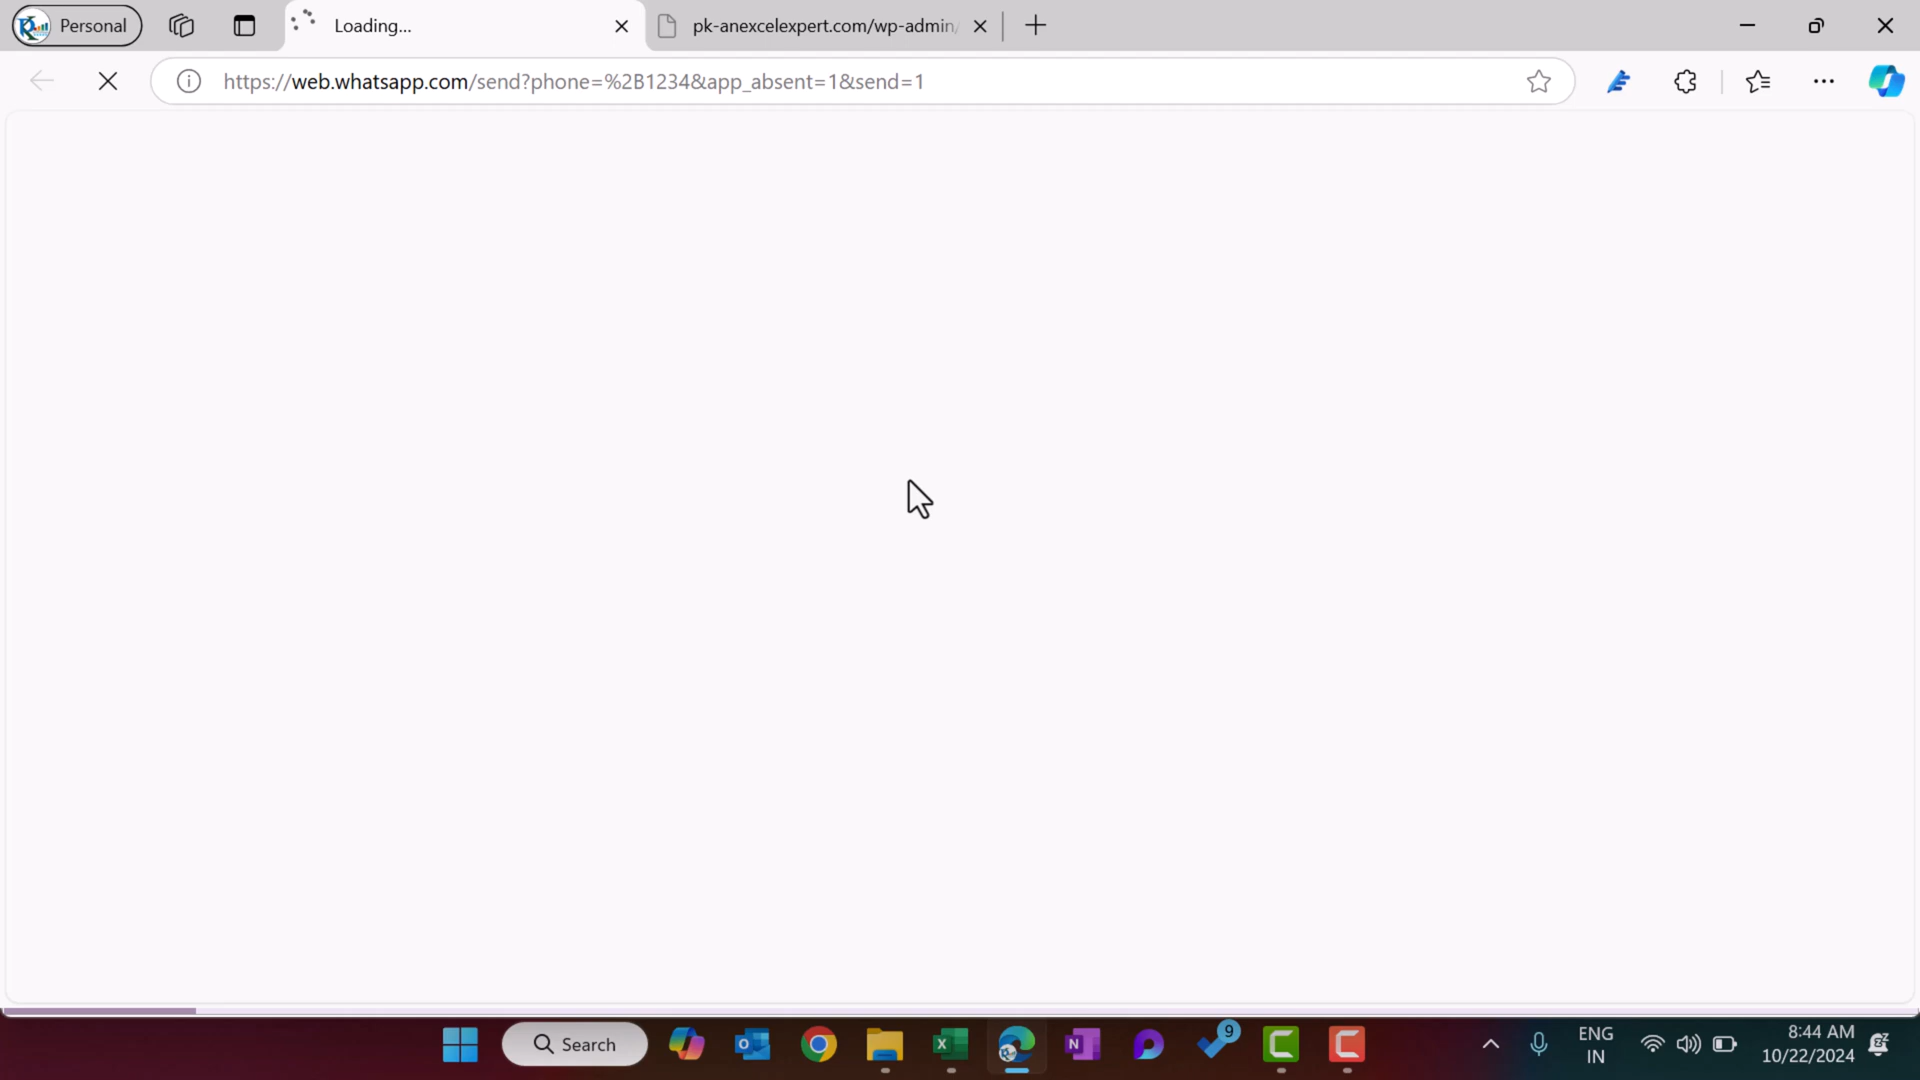 Personal
Loading...
pk-anexcelexpert.com/wp-admin/
https://web.whatsapp.com/send?phone=%2B1234&app_absent=1&send=1
Search
9
ENG
IN
8:44 AM
10/22/2024